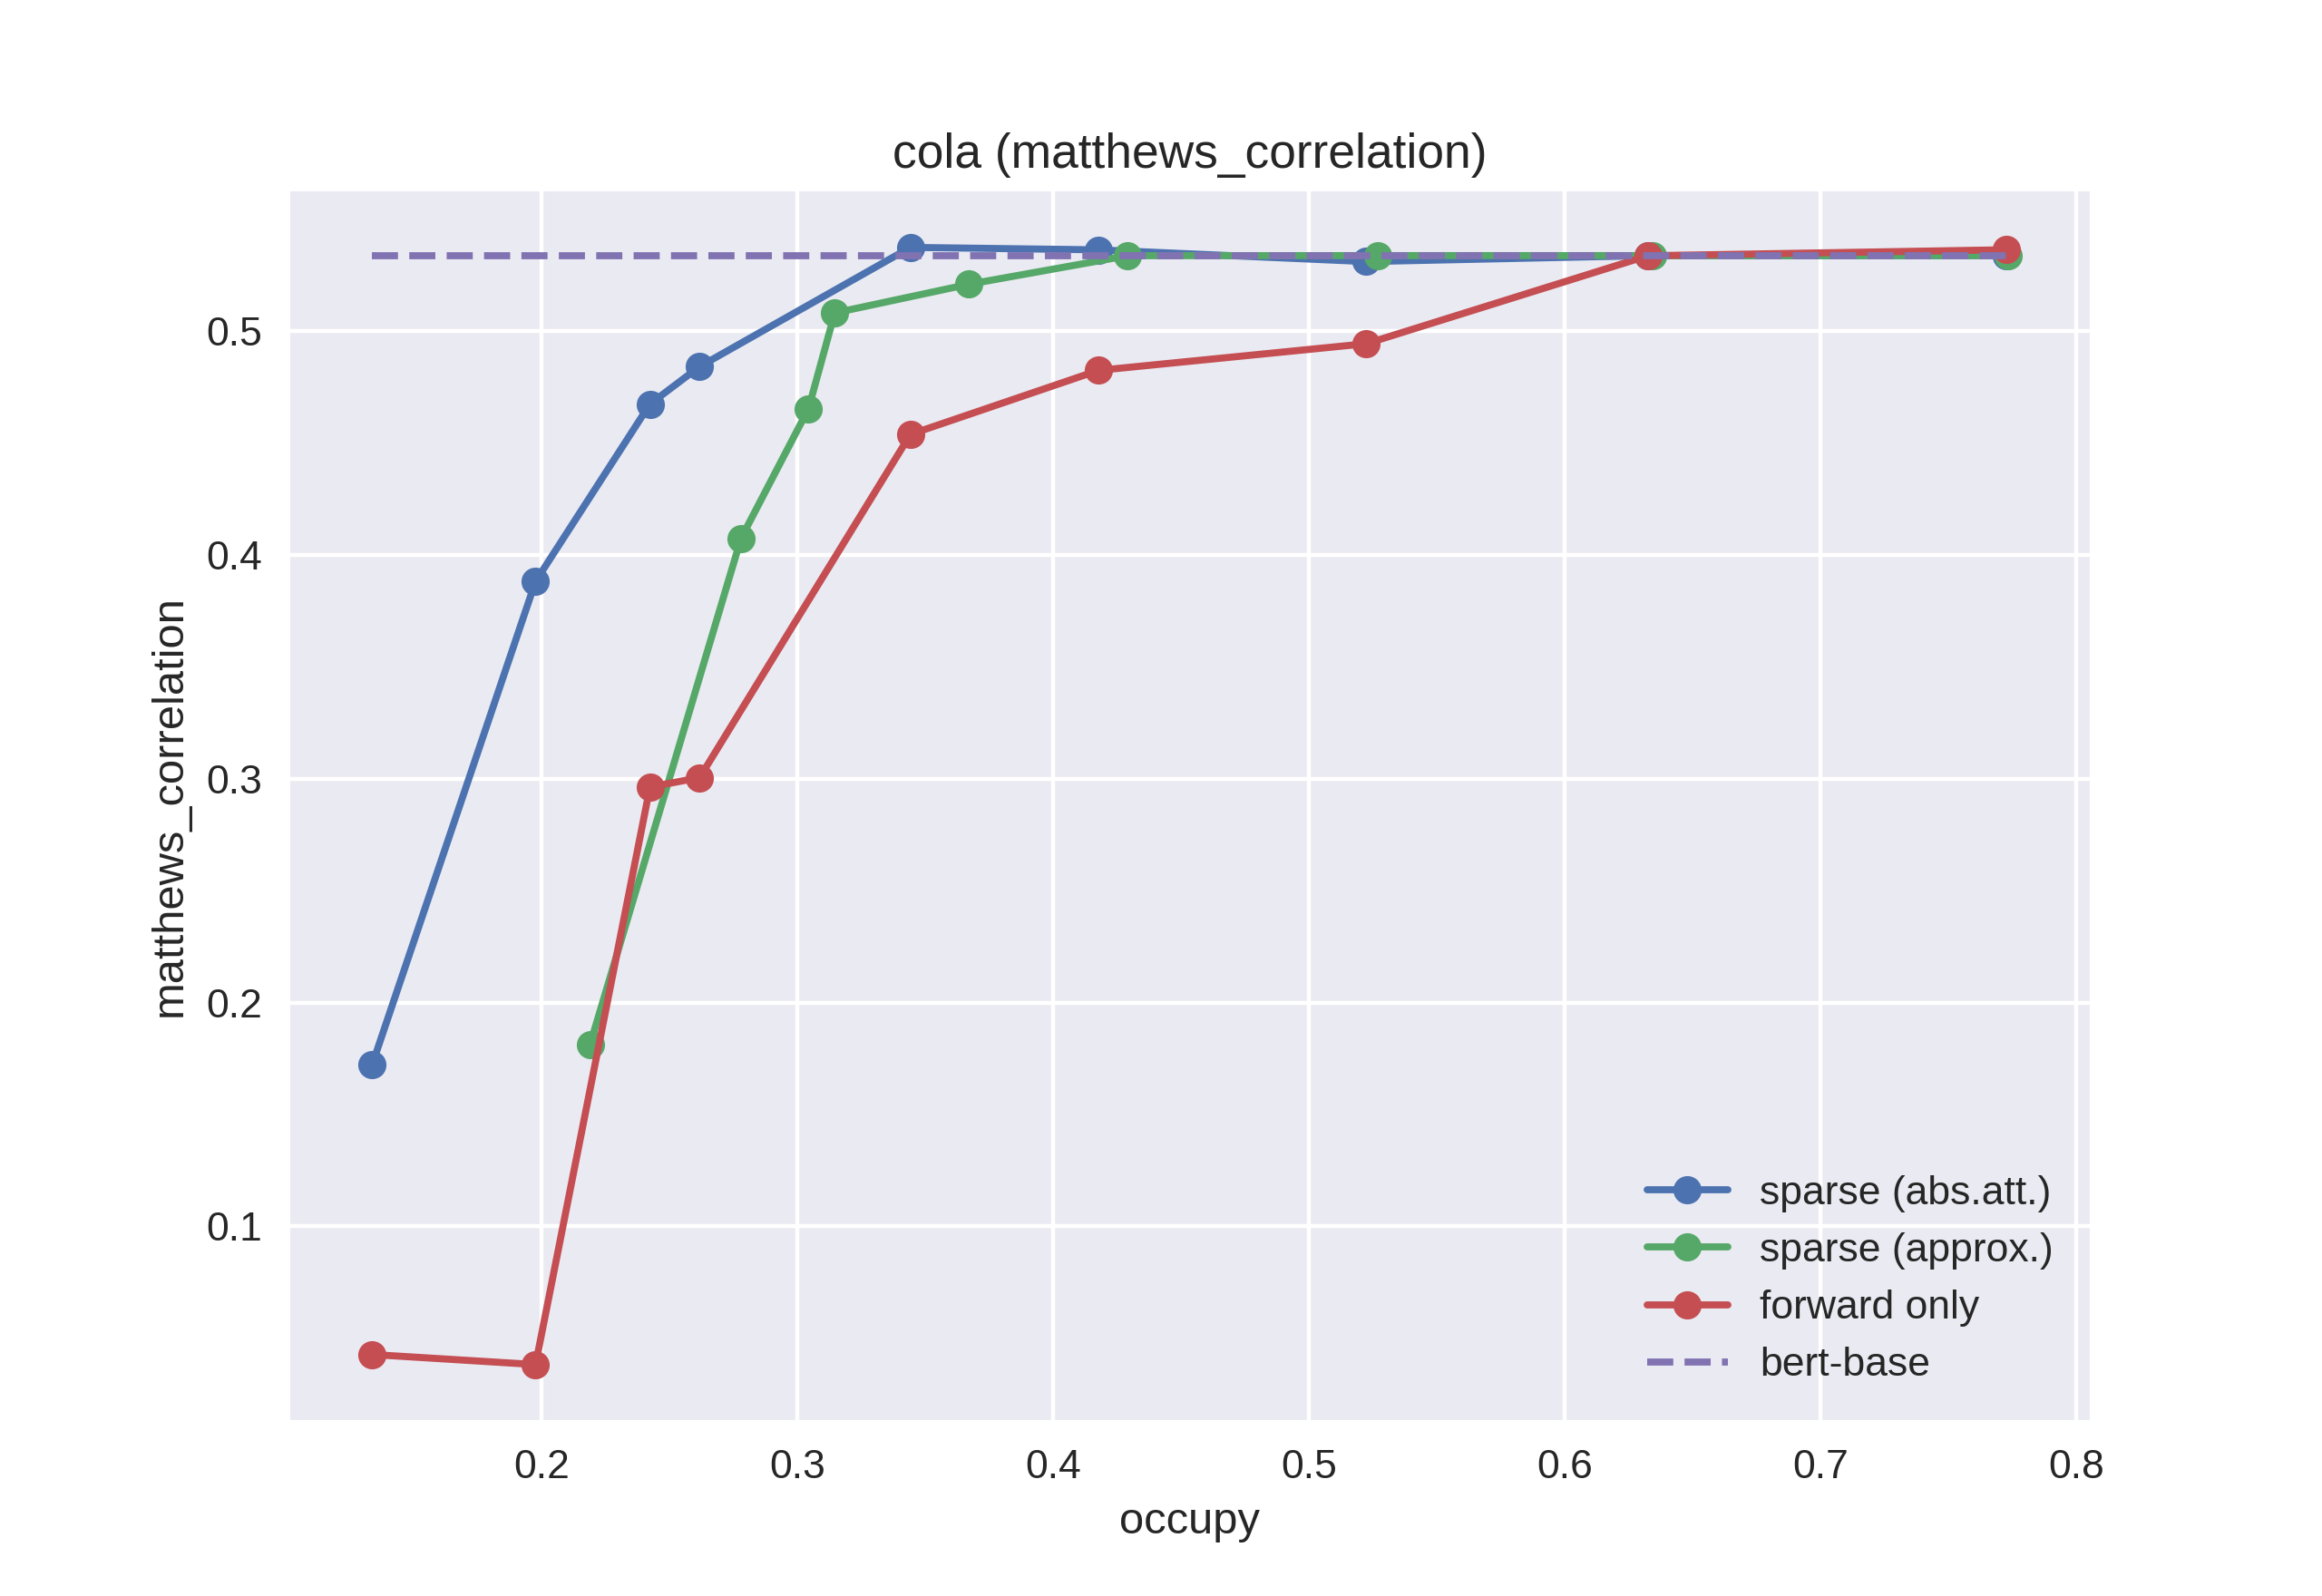 cola (matthews_correlation)
matthews_correlation
0.5
0.4
0.3
0.2
0.1
sparse (abs.att.)
sparse (approx.)
forward only
bert-base
0.2 0.3 0.4 0.5 0.6 0.7 0.8
occupy